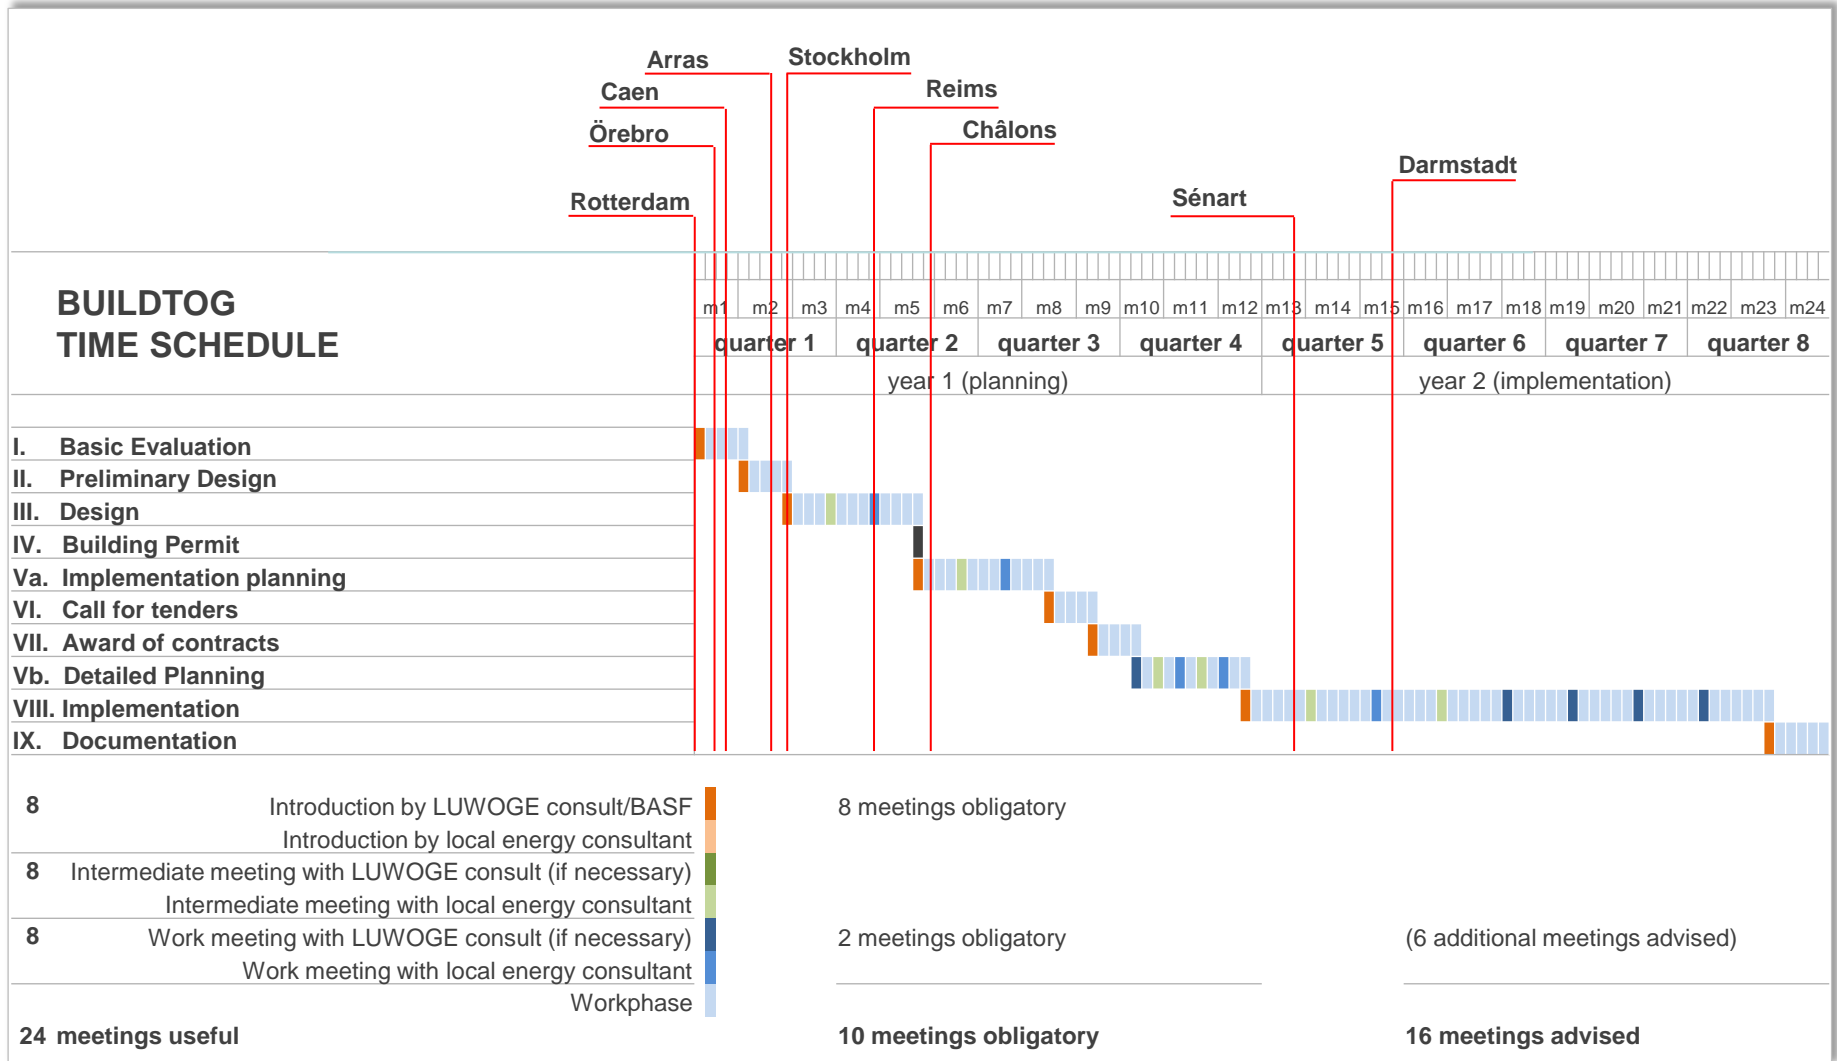 Arras
Stockholm
Caen
Reims
Örebro
Châlons
Darmstadt
Rotterdam
Sénart
BUILDTOG
TIME SCHEDULE
m1 m2 m3 m4 m5 m6 m7 m8 m9 m10 m11 m12 m13 m14 m15 m16 m17 m18 m19 m20 m21 m22 m23 m24
quarter 1 quarter 2 quarter 3 quarter 4 quarter 5 quarter 6 quarter 7 quarter 8
year 1 (planning) year 2 (implementation)
I. Basic Evaluation
II. Preliminary Design
III. Design
IV. Building Permit
Va. Implementation planning
VI. Call for tenders
VII. Award of contracts
Vb. Detailed Planning
VIII. Implementation
IX. Documentation
8 Introduction by LUWOGE consult/BASF 8 meetings obligatory
Introduction by local energy consultant
8 Intermediate meeting with LUWOGE consult (if necessary)
Intermediate meeting with local energy consultant
8 Work meeting with LUWOGE consult (if necessary) 2 meetings obligatory (6 additional meetings advised)
Work meeting with local energy consultant
Workphase
24 meetings useful 10 meetings obligatory 16 meetings advised